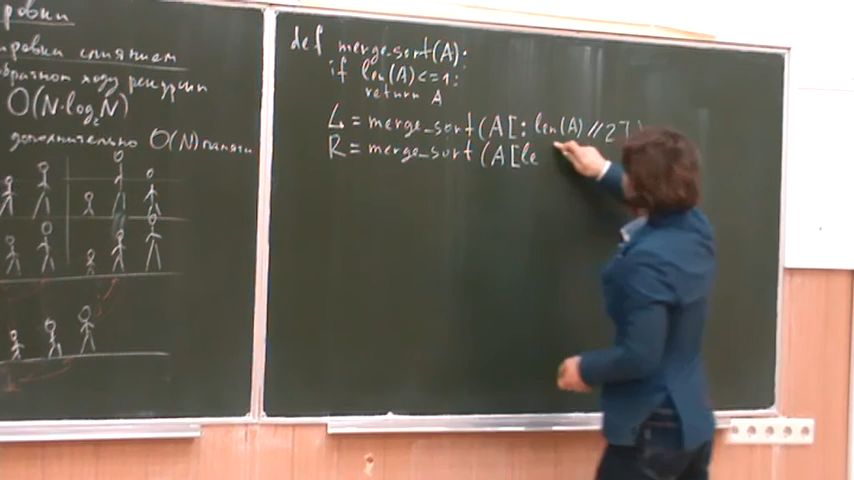 ровки
ировки слиянием
обратном ходу рекурсии
O(N·log₂N)
дополнительно O(N) памяти
def merge_sort(A):
if len(A)<=1:
return A
L = merge_sort(A[:len(A)//2])
R = merge_sort(A[le